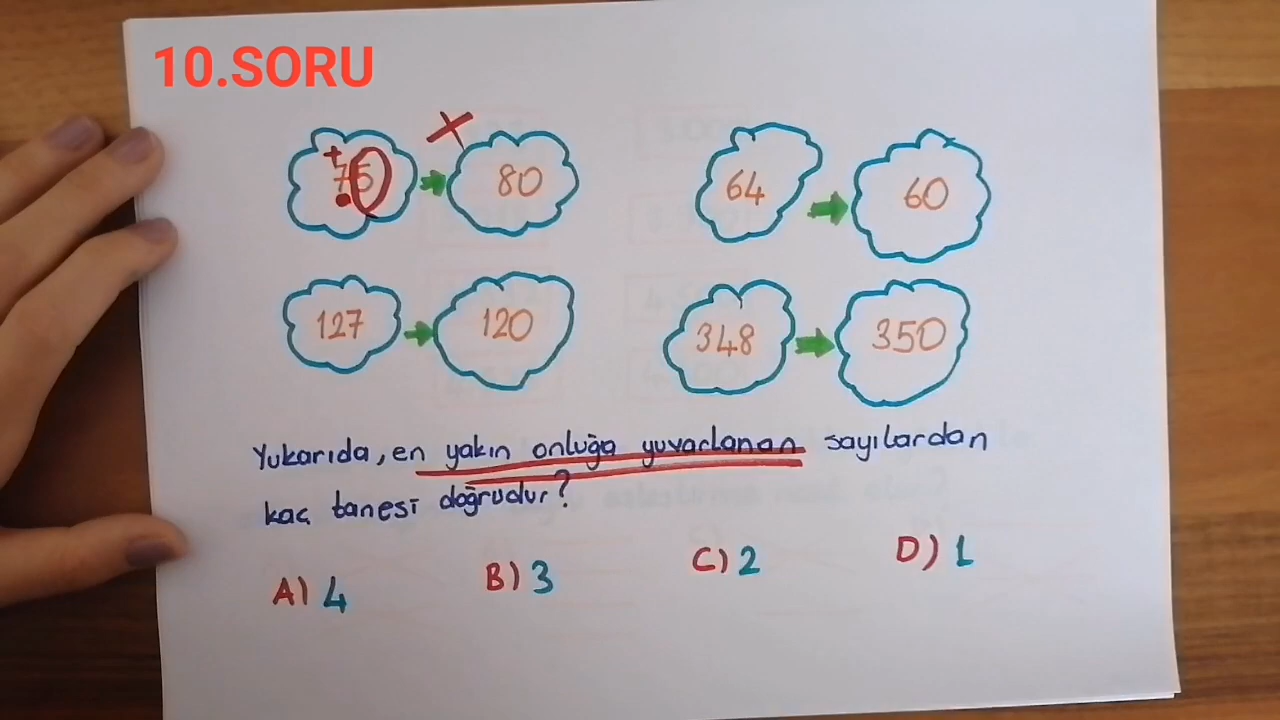 10.SORU
75 80 64 60
127 120 348 350
Yukarıda, en yakın onluğa yuvarlanan sayılardan
kaç tanesi doğrudur?
A) 4 B) 3 C) 2 D) 1